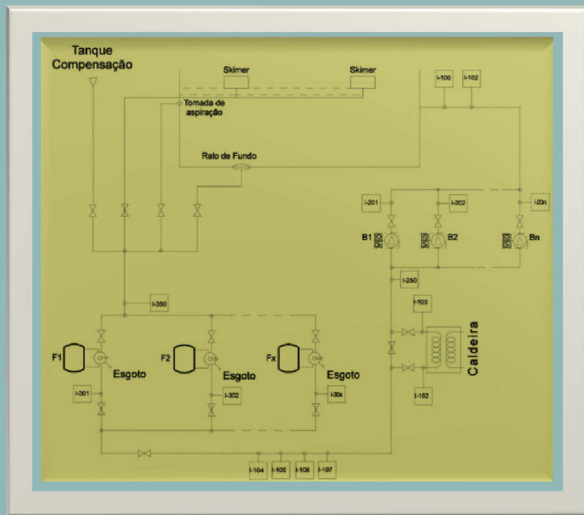 Tanque
Compensação
Skimer
Skimer
I-100
I-102
Tomada de
aspiração
Ralo de Fundo
I-201
I-202
I-20n
B1
B2
Bn
I-250
I-350
I-103
Caldeira
F1
F2
Fx
Esgoto
Esgoto
Esgoto
I-301
I-302
I-30x
I-102
I-104
I-105
I-106
I-107